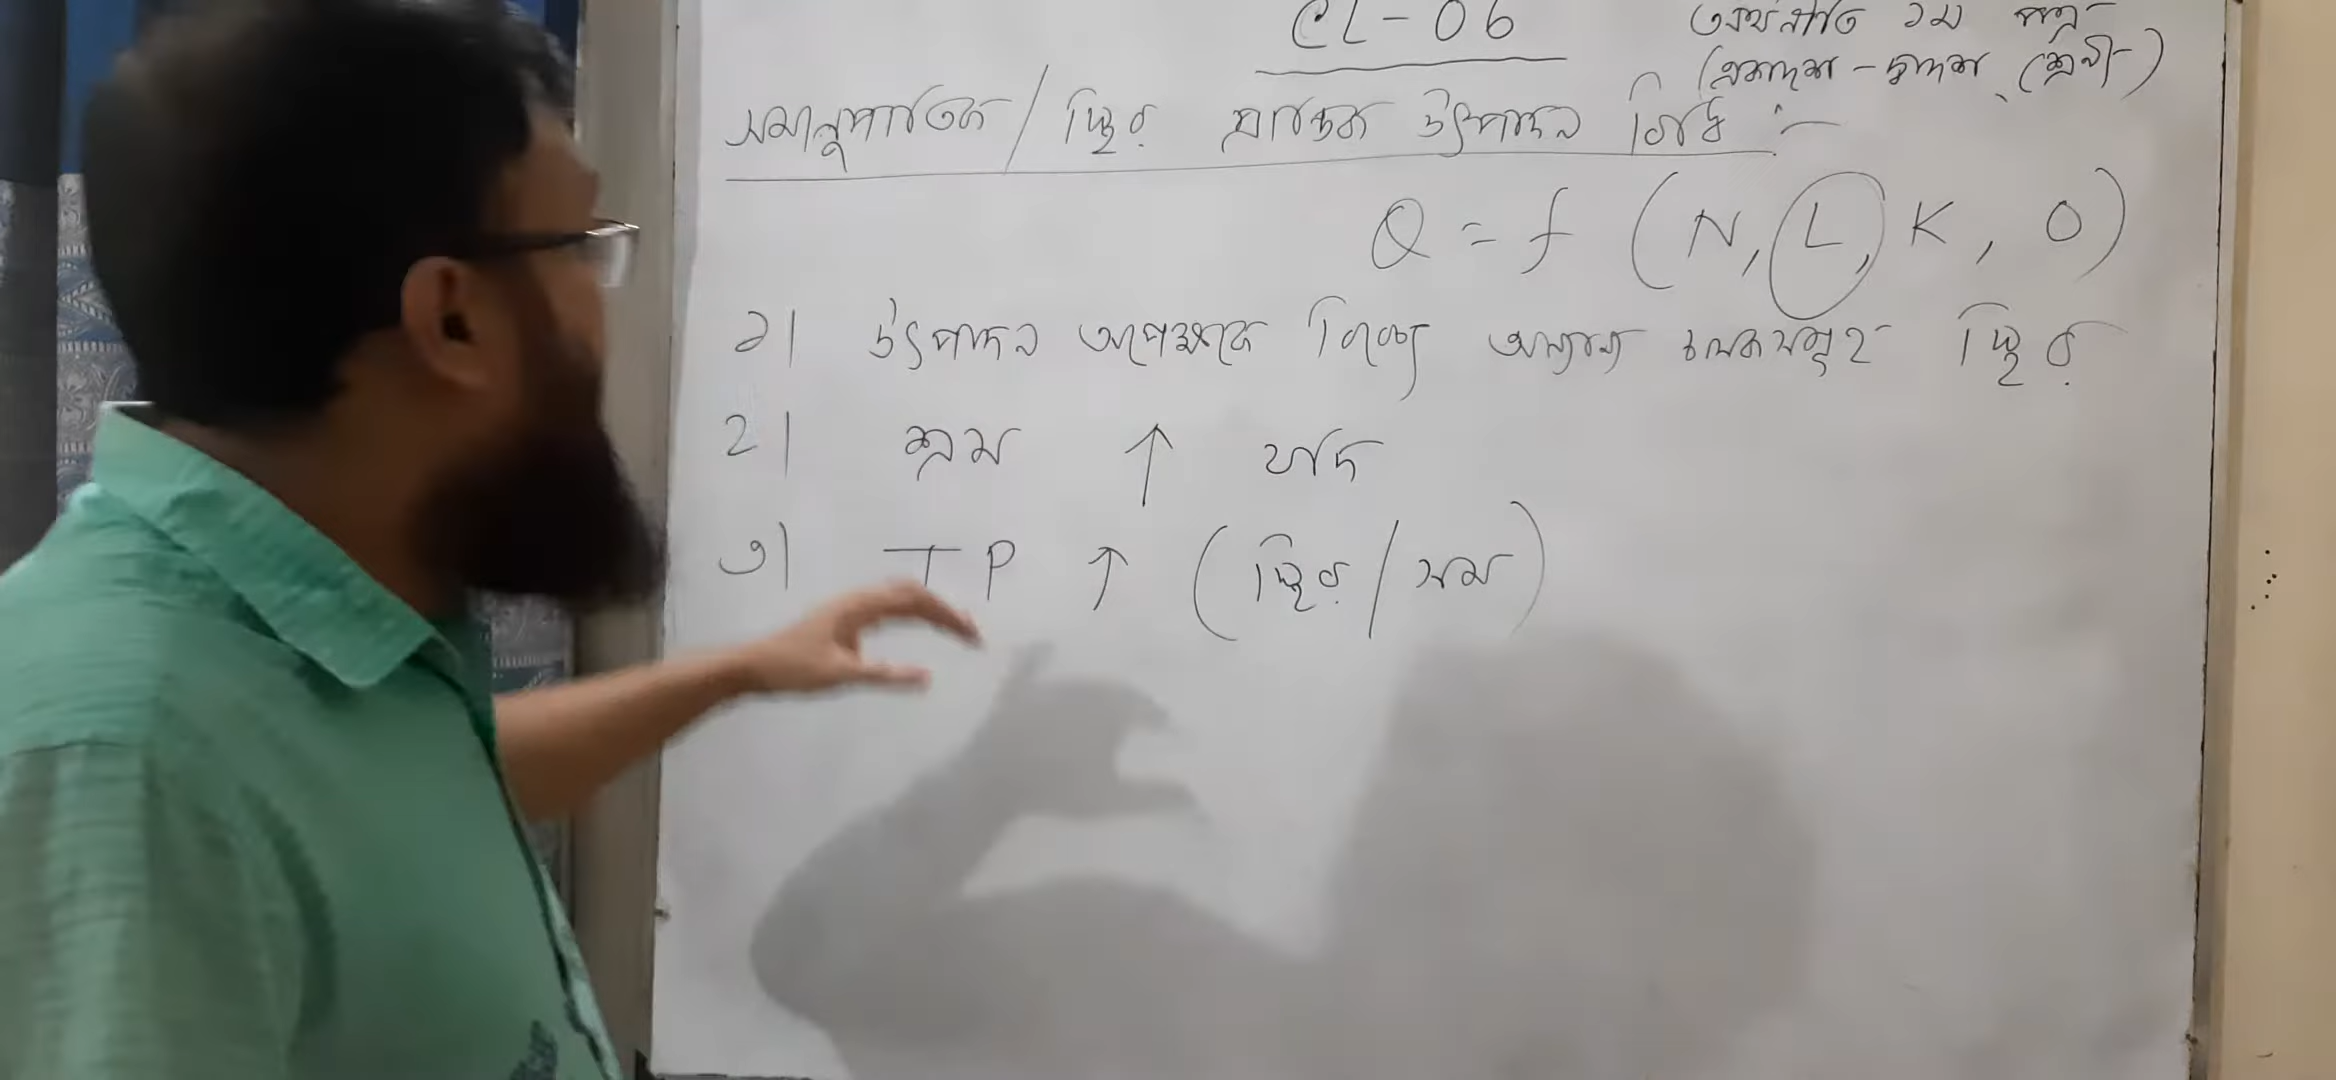 CL-06
অর্থনীতি ১ম পত্র
(একাদশ-দ্বাদশ শ্রেণী)
সমানুপাতিক/স্থির প্রান্তিক উৎপাদন বিধি :-
Q = f (N, L, K, O)
১। উৎপাদন অপেক্ষকে বিবেচ্য অন্যান্য চলকসমূহ স্থির
২। শ্রম ↑ যদি
৩। TP ↑ (স্থির/সম)